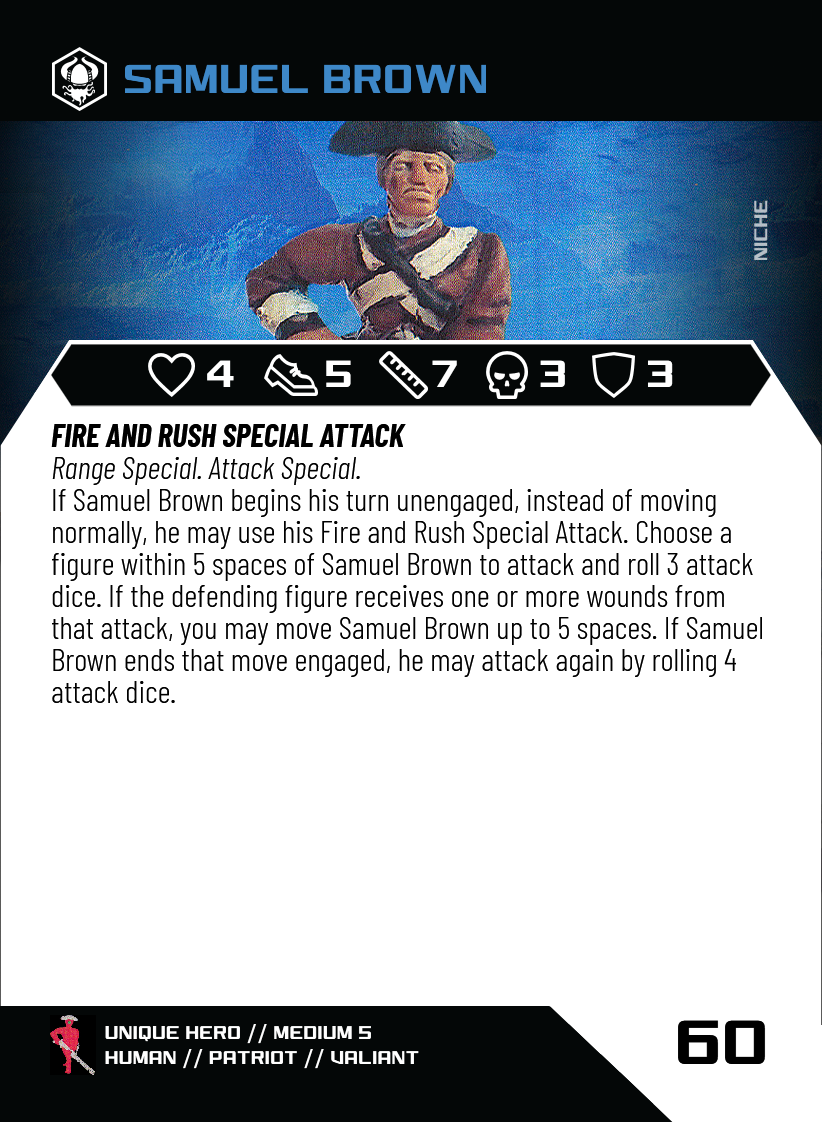 SAMUEL BROWN
NICHE
4 5 7 3 3
FIRE AND RUSH SPECIAL ATTACK
Range Special. Attack Special.
If Samuel Brown begins his turn unengaged, instead of moving
normally, he may use his Fire and Rush Special Attack. Choose a
figure within 5 spaces of Samuel Brown to attack and roll 3 attack
dice. If the defending figure receives one or more wounds from
that attack, you may move Samuel Brown up to 5 spaces. If Samuel
Brown ends that move engaged, he may attack again by rolling 4
attack dice.
UNIQUE HERO // MEDIUM 5
HUMAN // PATRIOT // VALIANT
60